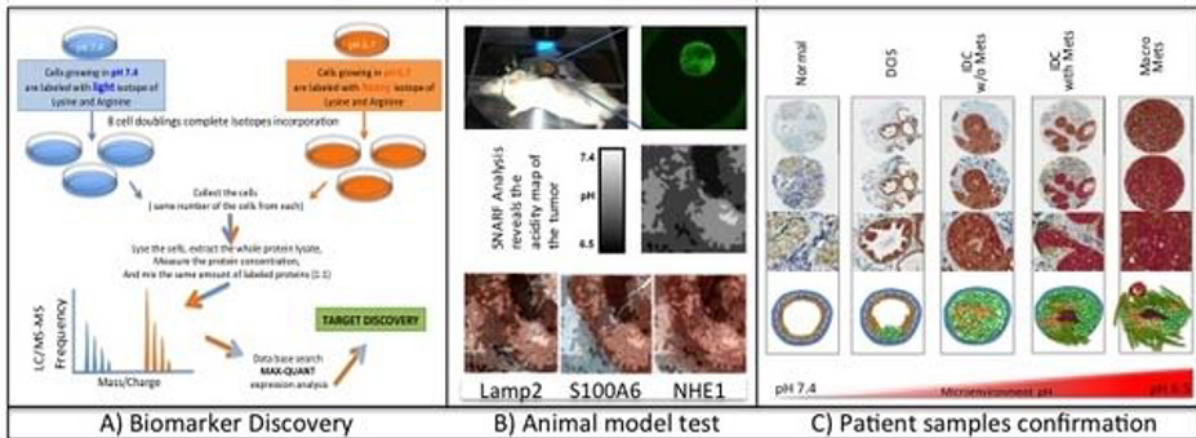 pH 7.4
pH 6.7
Cells growing in pH 7.4
are labeled with light isotope of
Lysine and Arginine
Cells growing in pH 6.7
are labeled with heavy isotope of
Lysine and Arginine
8 cell doublings complete Isotopes incorporation
Collect the cells
( same number of the cells from each)
Lyse the cells, extract the whole protein lysate,
Measure the protein concentration,
And mix the same amount of labeled proteins (1:1)
LC/MS-MS
Frequency
Mass/Charge
TARGET DISCOVERY
Data base search
MAX-QUANT
expression analysis
A) Biomarker Discovery
SNARF Analysis
reveals the
acidity map of
the tumor
7.4
pH
6.5
Lamp2
S100A6
NHE1
B) Animal model test
Normal
DOS
IDC
w/o Mets
IDC
with Mets
Macro
Mets
pH 7.4
Microenvironment pH
pH 6.5
C) Patient samples confirmation